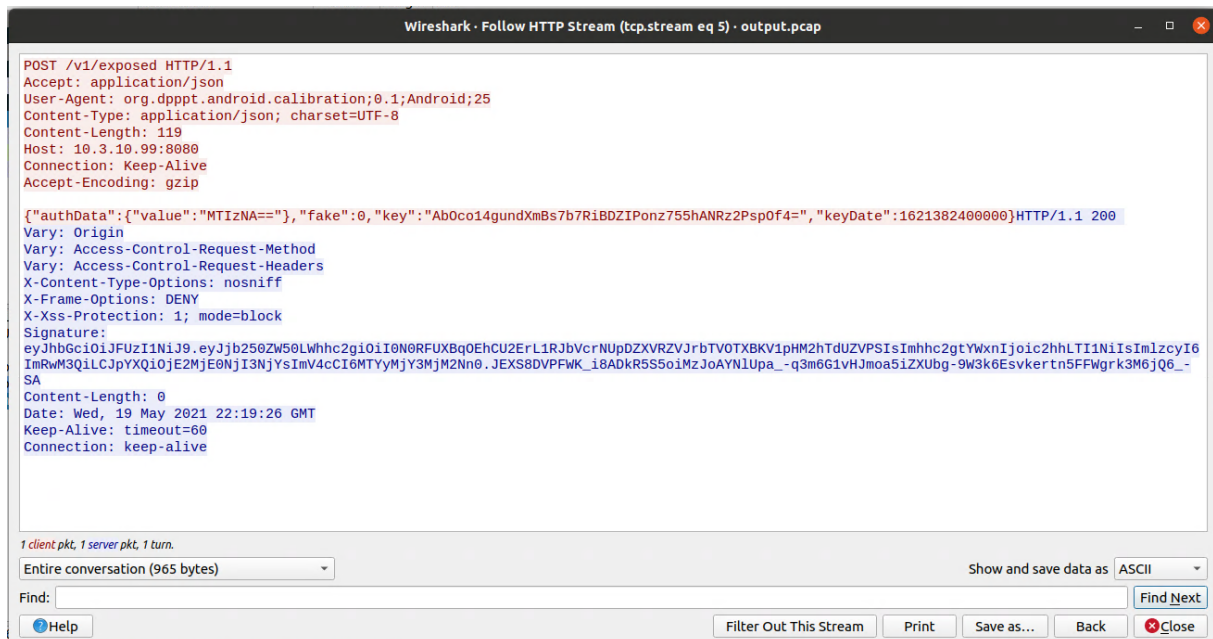 Wireshark · Follow HTTP Stream (tcp.stream eq 5) · output.pcap
POST /v1/exposed HTTP/1.1
Accept: application/json
User-Agent: org.dpppt.android.calibration;0.1;Android;25
Content-Type: application/json; charset=UTF-8
Content-Length: 119
Host: 10.3.10.99:8080
Connection: Keep-Alive
Accept-Encoding: gzip
{"authData":{"value":"MTIzNA=="},"fake":0,"key":"AbOco14gundXmBs7b7RiBDZIPonz755hANRz2PspOf4=","keyDate":1621382400000}HTTP/1.1 200
Vary: Origin
Vary: Access-Control-Request-Method
Vary: Access-Control-Request-Headers
X-Content-Type-Options: nosniff
X-Frame-Options: DENY
X-Xss-Protection: 1; mode=block
Signature:
eyJhbGciOiJFUzI1NiJ9.eyJjb250ZW50LWhhc2giOiI0N0RFUXBqOEhCU2ErL1RJbVcrNUpDZXVRZVJrbTVOTXBKV1pHM2hTdUZVPSIsImhhc2gtYWxnIjoic2hhLTI1NiIsImlzcyI6
ImRwM3QiLCJpYXQiOjE2MjE0NjI3NjYsImV4cCI6MTYyMjY3MjM2Nn0.JEXS8DVPFWK_i8ADkR5S5oiMzJoAYNlUpa_-q3m6G1vHJmoa5iZXUbg-9W3k6Esvkertn5FFWgrk3M6jQ6_-
SA
Content-Length: 0
Date: Wed, 19 May 2021 22:19:26 GMT
Keep-Alive: timeout=60
Connection: keep-alive
1 client pkt, 1 server pkt, 1 turn.
Entire conversation (965 bytes) Show and save data as ASCII
Find: Find Next
Help Filter Out This Stream Print Save as… Back Close